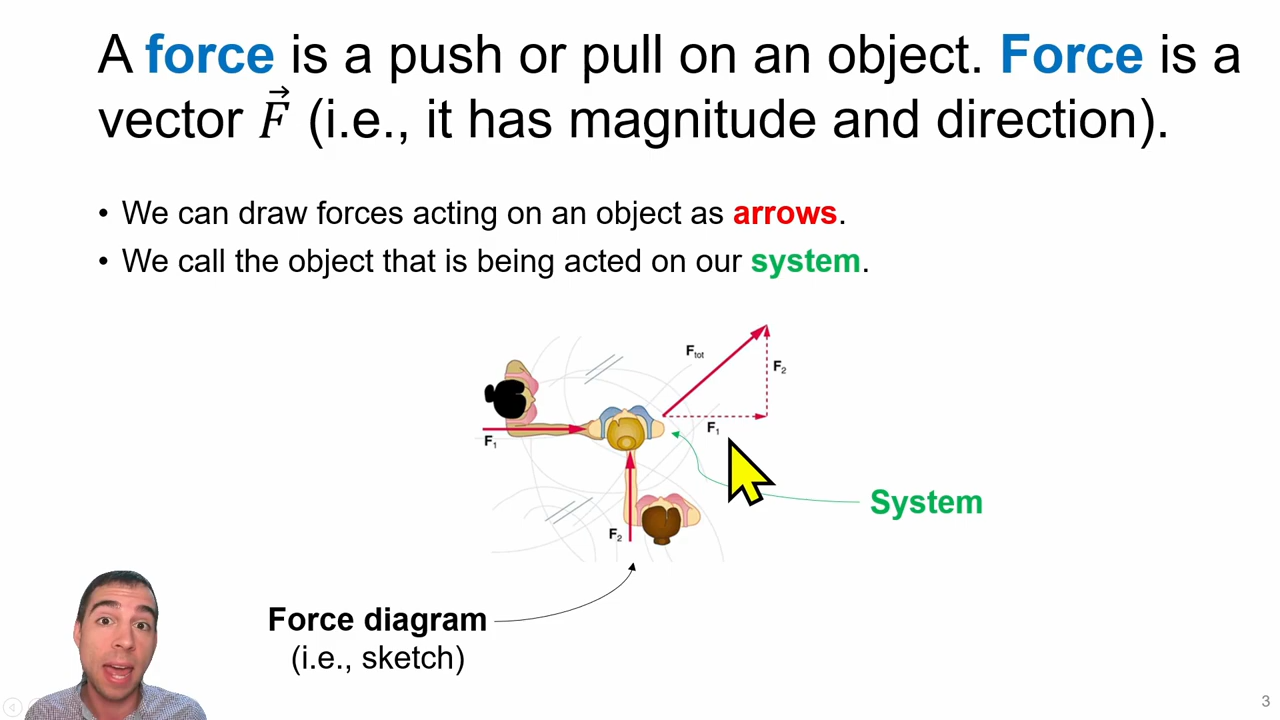 A force is a push or pull on an object. Force is a
vector F⃗ (i.e., it has magnitude and direction).
• We can draw forces acting on an object as arrows.
• We call the object that is being acted on our system.
Ftot
F2
F1
F1
System
F2
Force diagram
(i.e., sketch)
3